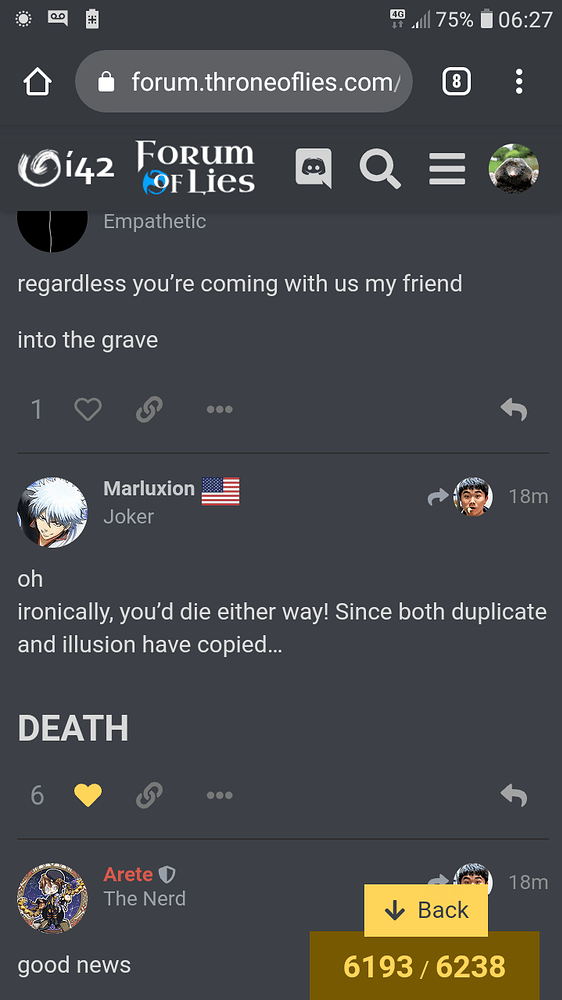 4G 75% 06:27
forum.throneoflies.com/ 8
í42 FORUM OF LIES
Empathetic
regardless you’re coming with us my friend
into the grave
1
Marluxion 18m
Joker
oh
ironically, you’d die either way! Since both duplicate
and illusion have copied…
DEATH
6
Arete 18m
The Nerd
Back
good news
6193 / 6238